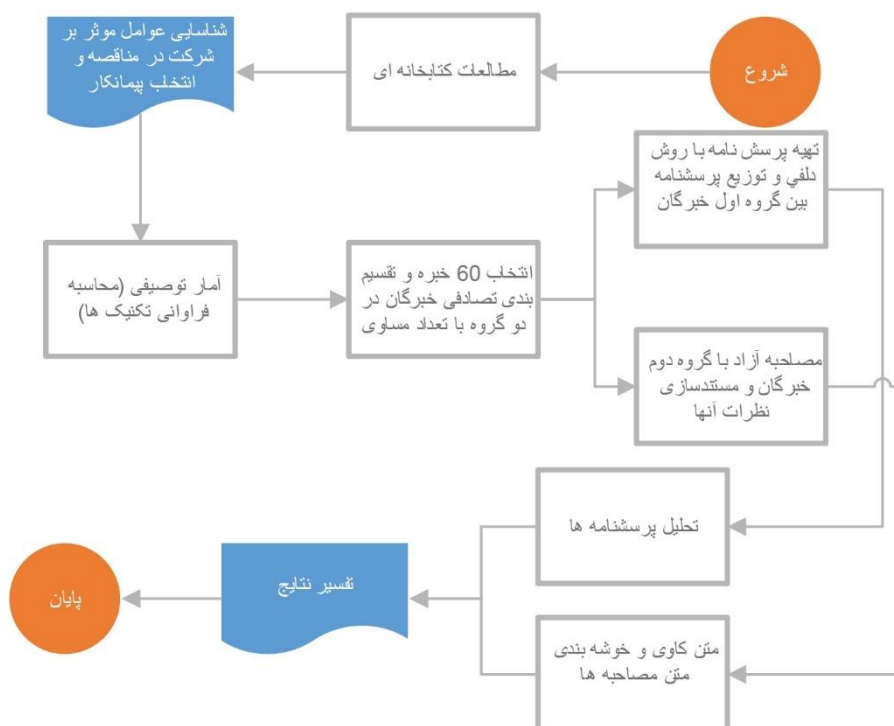 شروع
مطالعات کتابخانه ای
شناسایی عوامل موثر بر
شرکت در مناقصه و
انتخاب پیمانکار
آمار توصیفی (محاسبه
فراوانی تکنیک ها)
انتخاب 60 خبره و تقسیم
بندی تصادفی خبرگان در
دو گروه با تعداد مساوی
تهیه پرسش نامه با روش
دلفي و توزیع پرسشنامه
بین گروه اول خبرگان
مصاحبه آزاد با گروه دوم
خبرگان و مستندسازی
نظرات آنها
تحلیل پرسشنامه ها
متن کاوی و خوشه بندی
متن مصاحبه ها
تفسیر نتایج
پایان